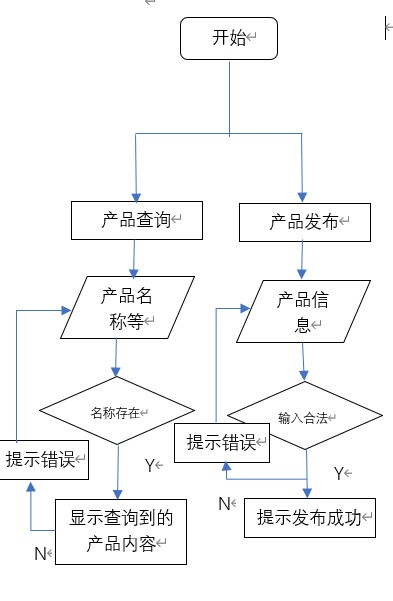 开始
产品查询
产品发布
产品名
称等
产品信
息
名称存在
输入合法
提示错误
提示错误
Y
Y
显示查询到的
产品内容
提示发布成功
N
N